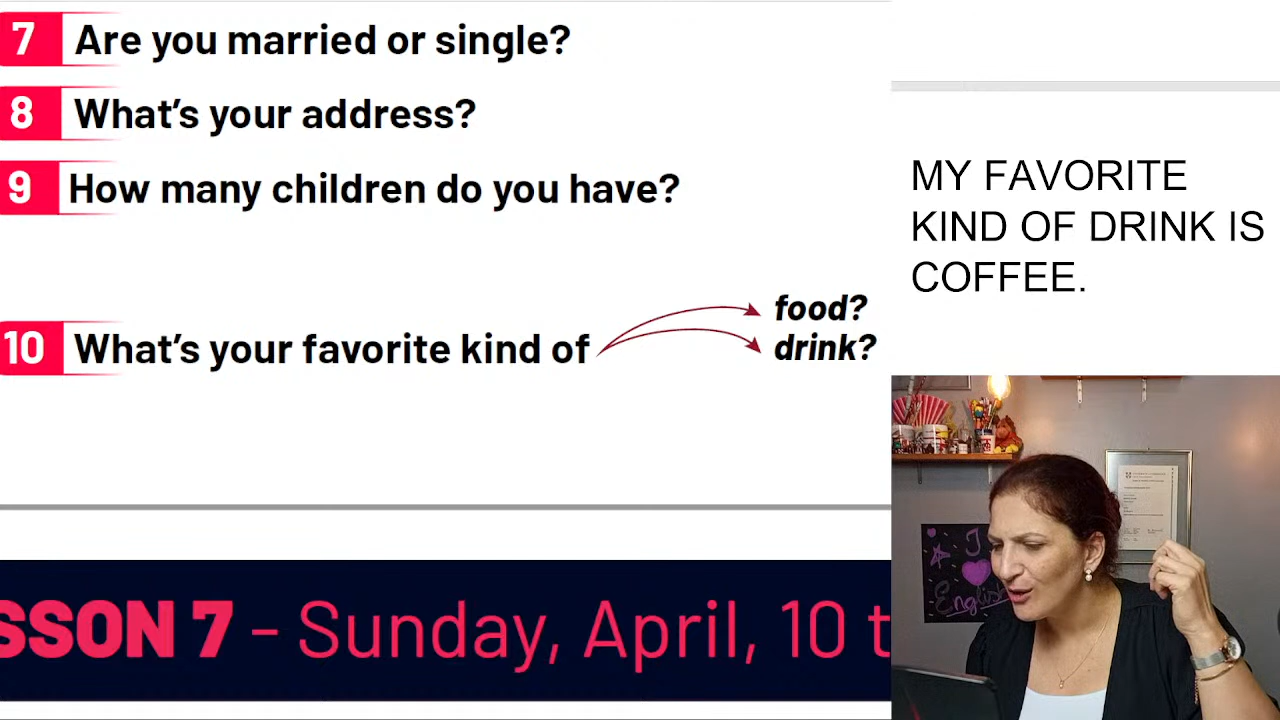 7 Are you married or single?
8 What's your address?
9 How many children do you have?
10 What's your favorite kind of
food?
drink?
SSON 7 - Sunday, April, 10 t
MY FAVORITE
KIND OF DRINK IS
COFFEE.
I
English